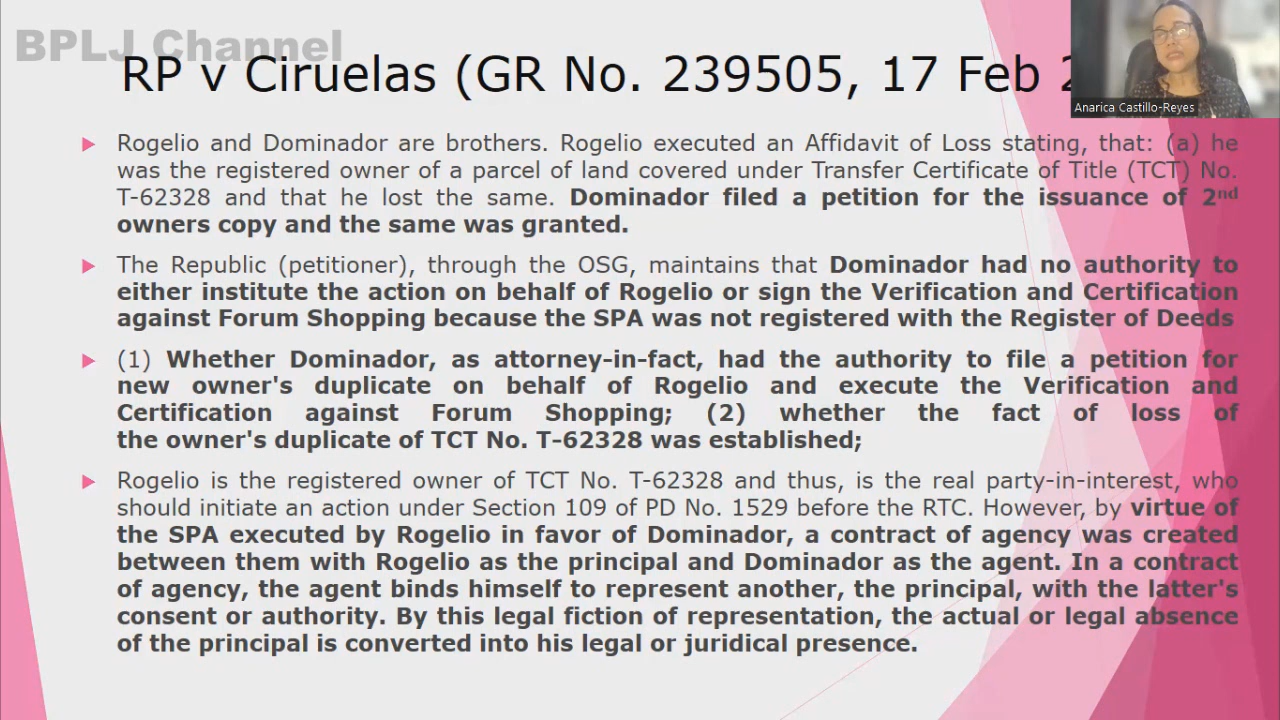 BPLJ Channel
RP v Ciruelas (GR No. 239505, 17 Feb
Anarica Castillo-Reyes
Rogelio and Dominador are brothers. Rogelio executed an Affidavit of Loss stating, that: (a) he
was the registered owner of a parcel of land covered under Transfer Certificate of Title (TCT) No.
T-62328 and that he lost the same. Dominador filed a petition for the issuance of 2nd
owners copy and the same was granted.
The Republic (petitioner), through the OSG, maintains that Dominador had no authority to
either institute the action on behalf of Rogelio or sign the Verification and Certification
against Forum Shopping because the SPA was not registered with the Register of Deeds
(1) Whether Dominador, as attorney-in-fact, had the authority to file a petition for
new owner's duplicate on behalf of Rogelio and execute the Verification and
Certification against Forum Shopping; (2) whether the fact of loss of
the owner's duplicate of TCT No. T-62328 was established;
Rogelio is the registered owner of TCT No. T-62328 and thus, is the real party-in-interest, who
should initiate an action under Section 109 of PD No. 1529 before the RTC. However, by virtue of
the SPA executed by Rogelio in favor of Dominador, a contract of agency was created
between them with Rogelio as the principal and Dominador as the agent. In a contract
of agency, the agent binds himself to represent another, the principal, with the latter's
consent or authority. By this legal fiction of representation, the actual or legal absence
of the principal is converted into his legal or juridical presence.